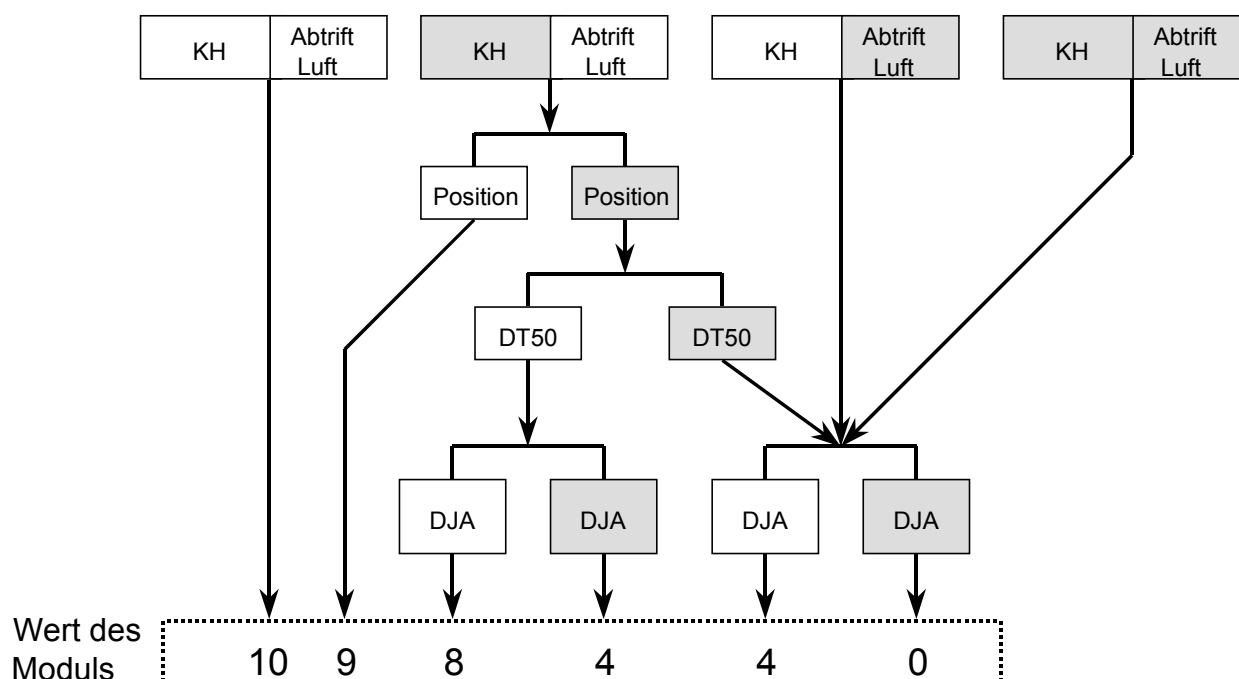 KH Abtrift Luft KH Abtrift Luft KH Abtrift Luft KH Abtrift Luft
Position Position
DT50 DT50
DJA DJA DJA DJA
Wert des
Moduls 10 9 8 4 4 0